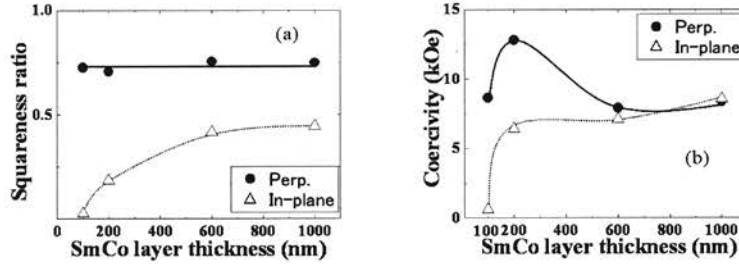 (a)
Squareness ratio
1.0
0.5
Perp.
In-plane
0 200 400 600 800 1000
SmCo layer thickness (nm)
(b)
Coercivity (kOe)
15
10
5
0
Perp.
In-plane
100 200 400 600 800 1000
SmCo layer thickness (nm)